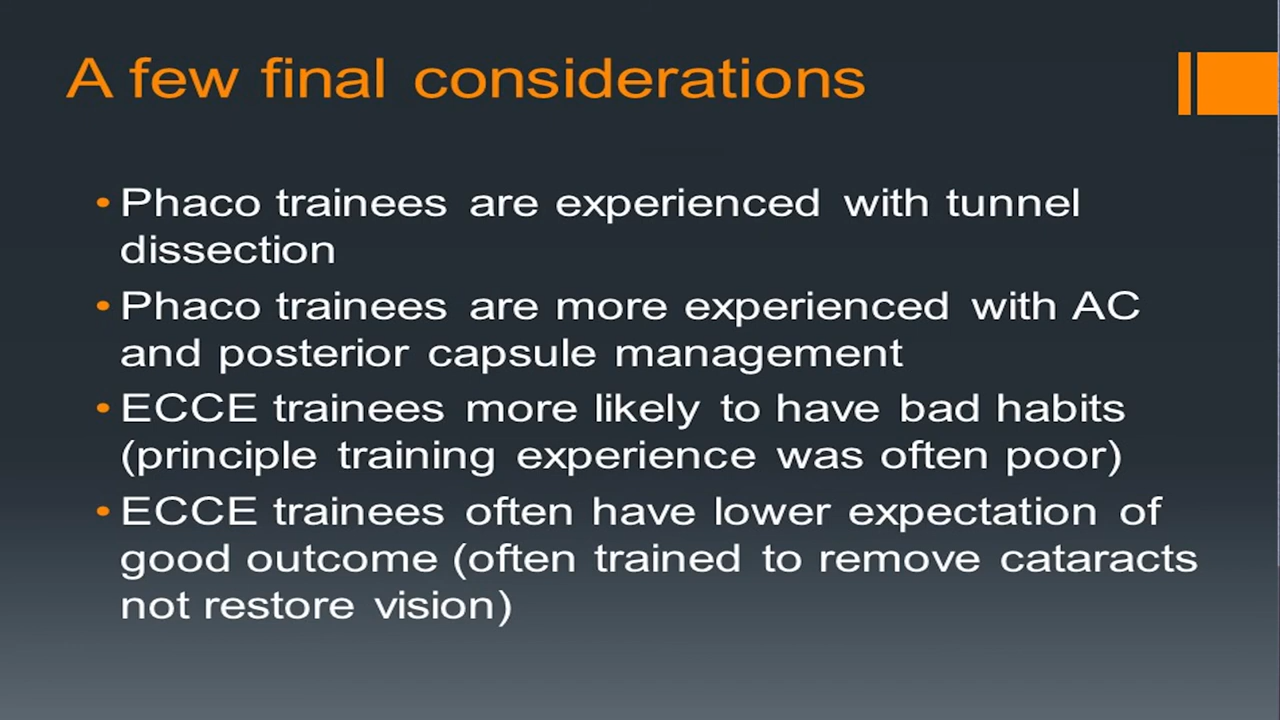 A few final considerations
• Phaco trainees are experienced with tunnel
dissection
• Phaco trainees are more experienced with AC
and posterior capsule management
• ECCE trainees more likely to have bad habits
(principle training experience was often poor)
• ECCE trainees often have lower expectation of
good outcome (often trained to remove cataracts
not restore vision)